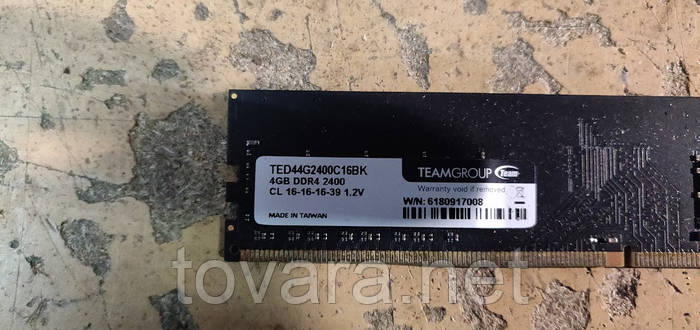 TED44G2400C16BK
4GB DDR4 2400
CL 16-16-16-39 1.2V
MADE IN TAIWAN
TEAMGROUP Team
Warranty void if removed
W/N: 6180917008
tovara.net